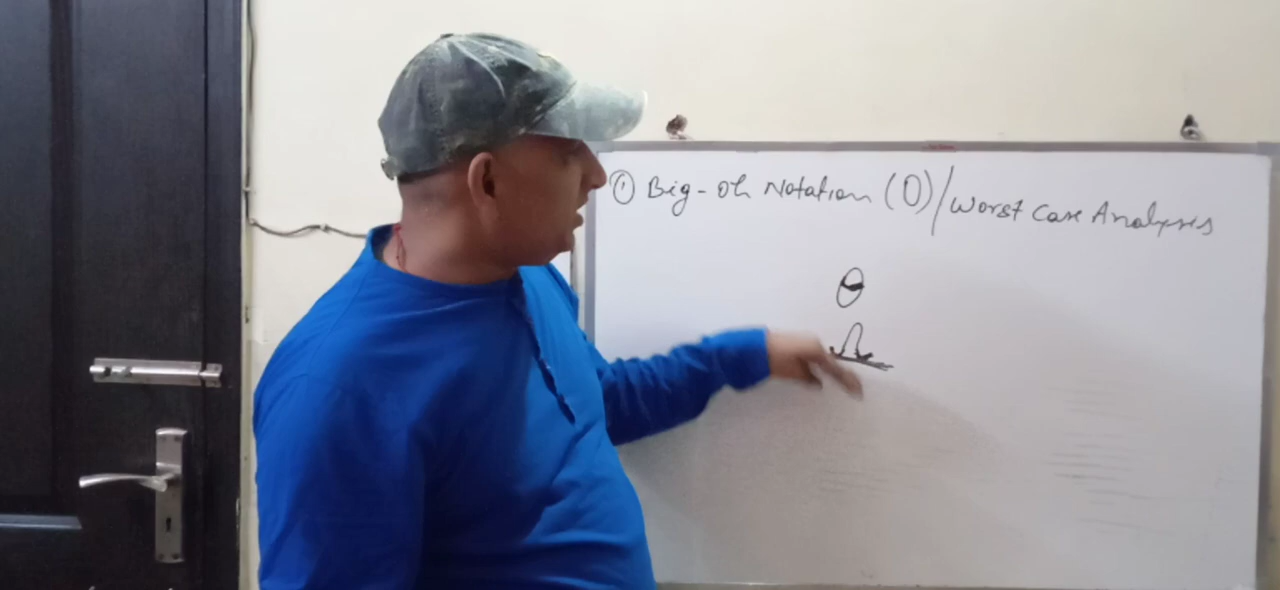 ① Big-oh Notation (O)/Worst Case Analysis
θ
Ω